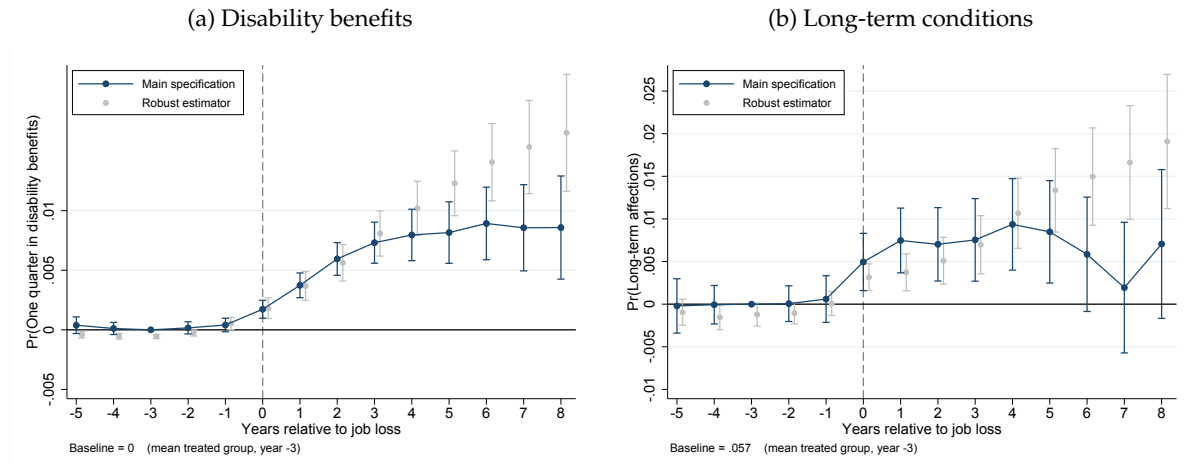 (a) Disability benefits
Main specification
Robust estimator
Pr(One quarter in disability benefits)
.01
.005
0
-.005
-5 -4 -3 -2 -1 0 1 2 3 4 5 6 7 8
Years relative to job loss
Baseline = 0 (mean treated group, year -3)
(b) Long-term conditions
Main specification
Robust estimator
Pr(Long-term affections)
.025
.02
.015
.01
.005
0
-.005
-.01
-5 -4 -3 -2 -1 0 1 2 3 4 5 6 7 8
Years relative to job loss
Baseline = .057 (mean treated group, year -3)